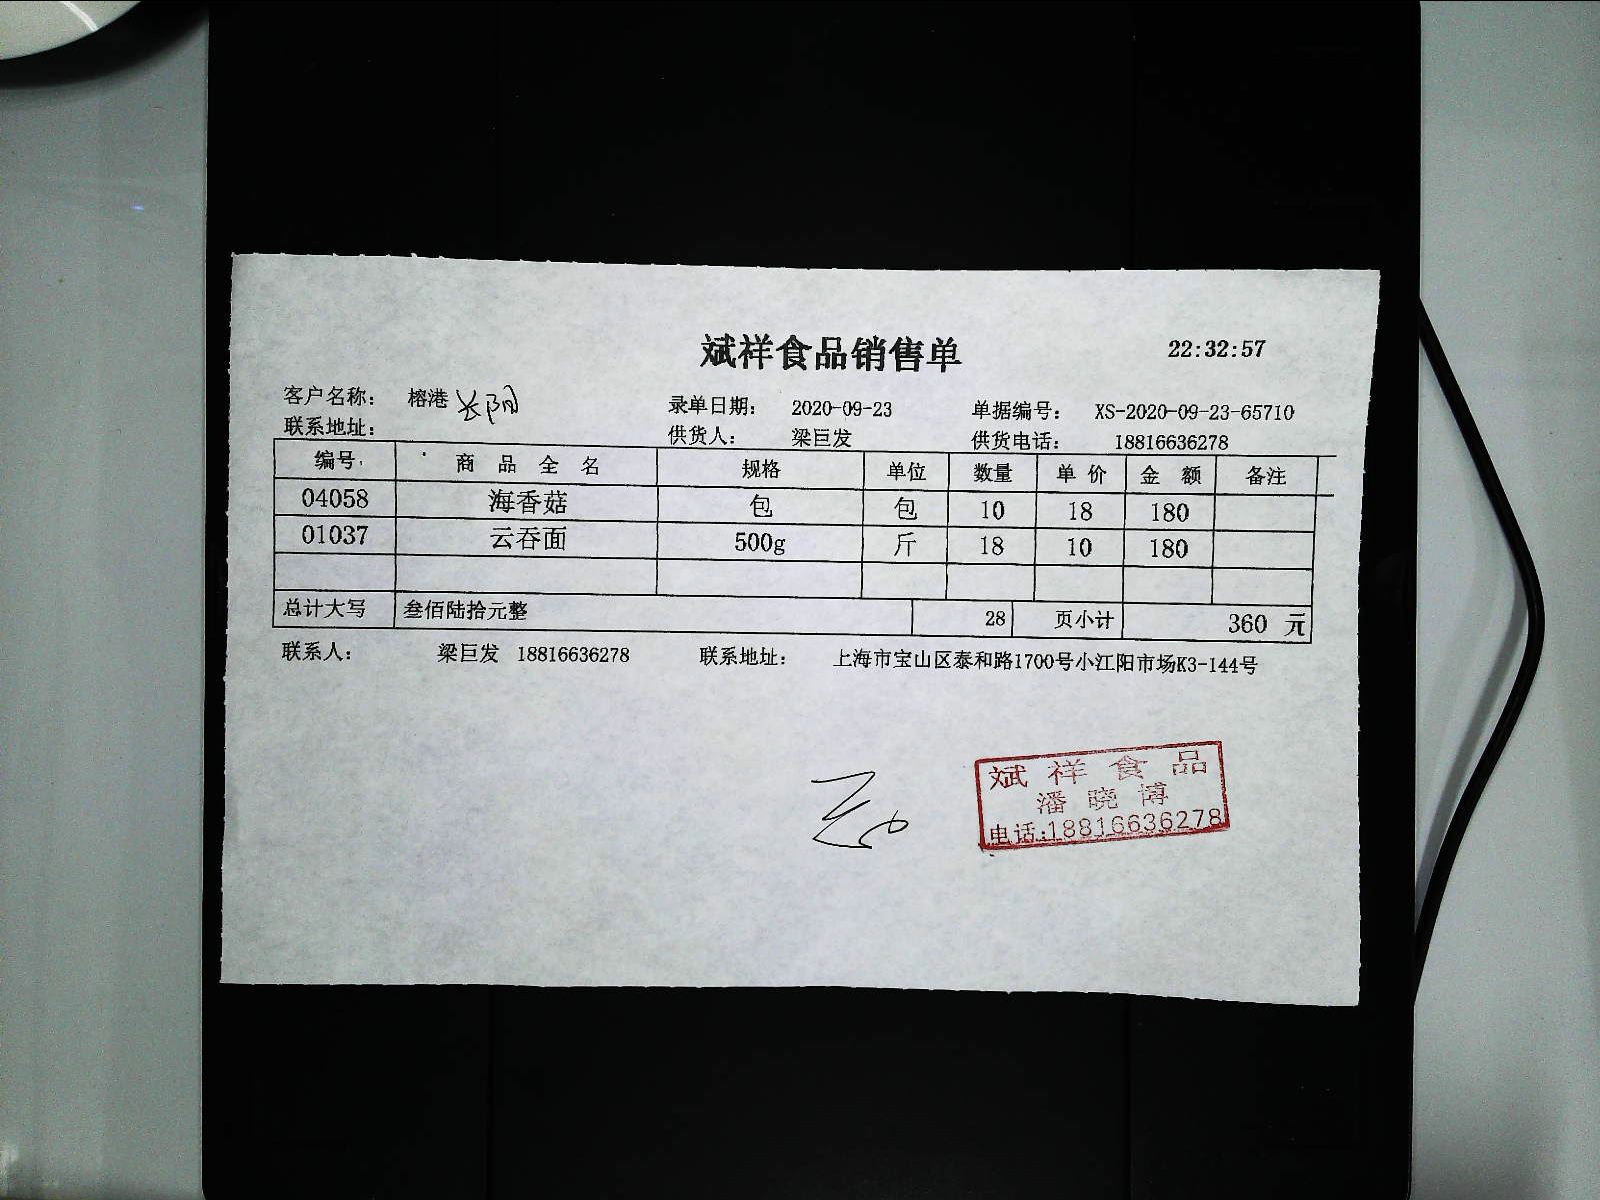 斌祥食品销售单 22:32:57
客户名称: 榕港 长阳 录单日期: 2020-09-23 单据编号: XS-2020-09-23-65710
联系地址: 供货人: 梁巨发 供货电话: 18816636278
编号 商品全名 规格 单位 数量 单价 金额 备注
04058 海香菇 包 包 10 18 180
01037 云吞面 500g 斤 18 10 180
总计大写 叁佰陆拾元整 28 页小计 360 元
联系人: 梁巨发 18816636278 联系地址: 上海市宝山区泰和路1700号小江阳市场K3-144号
斌祥食品
潘晓博
电话:18816636278